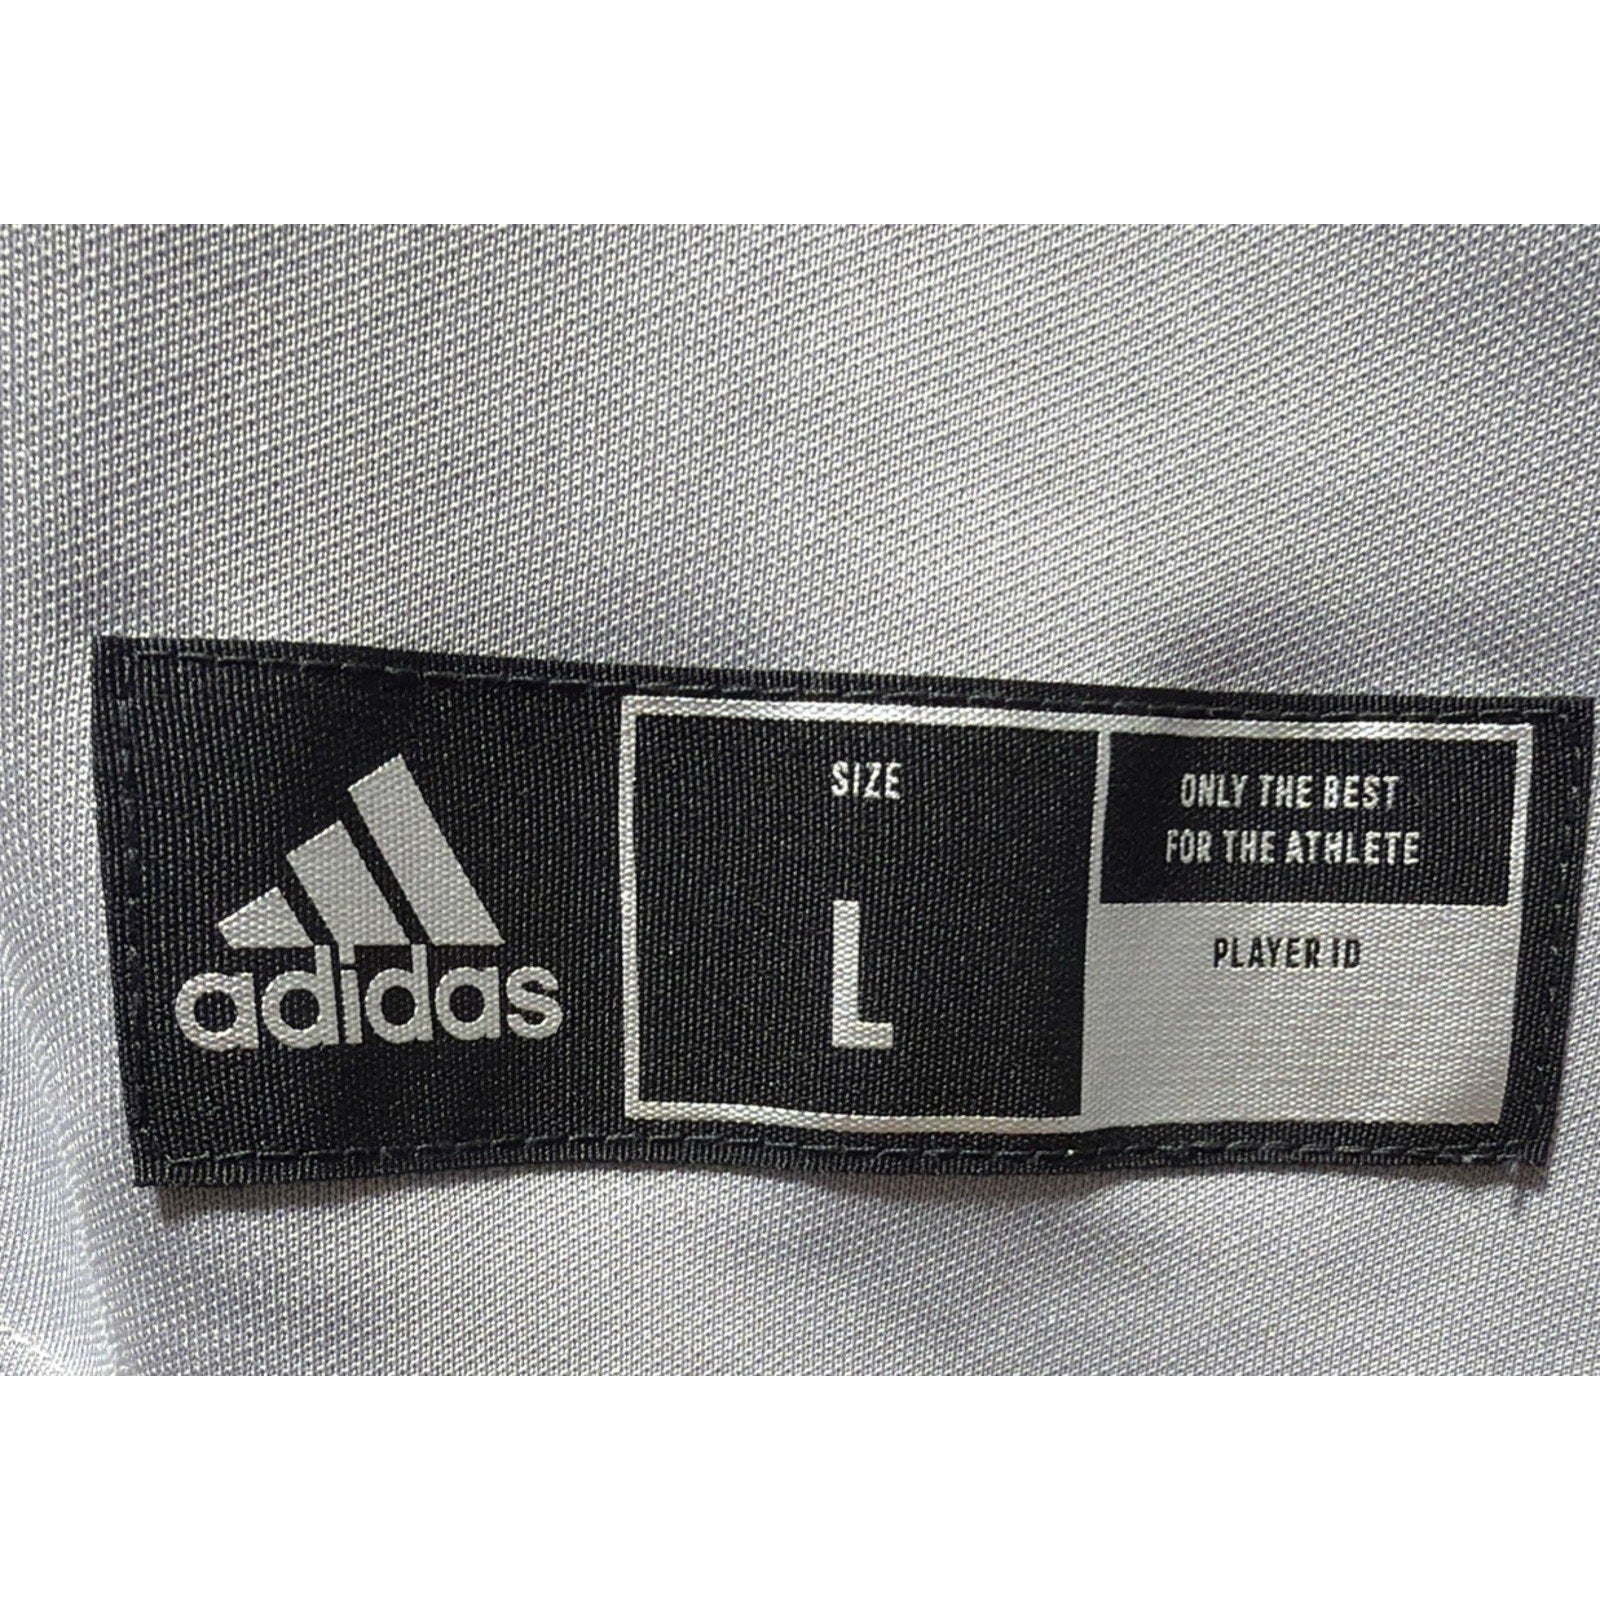 adidas
SIZE
L
ONLY THE BEST
FOR THE ATHLETE
PLAYER ID